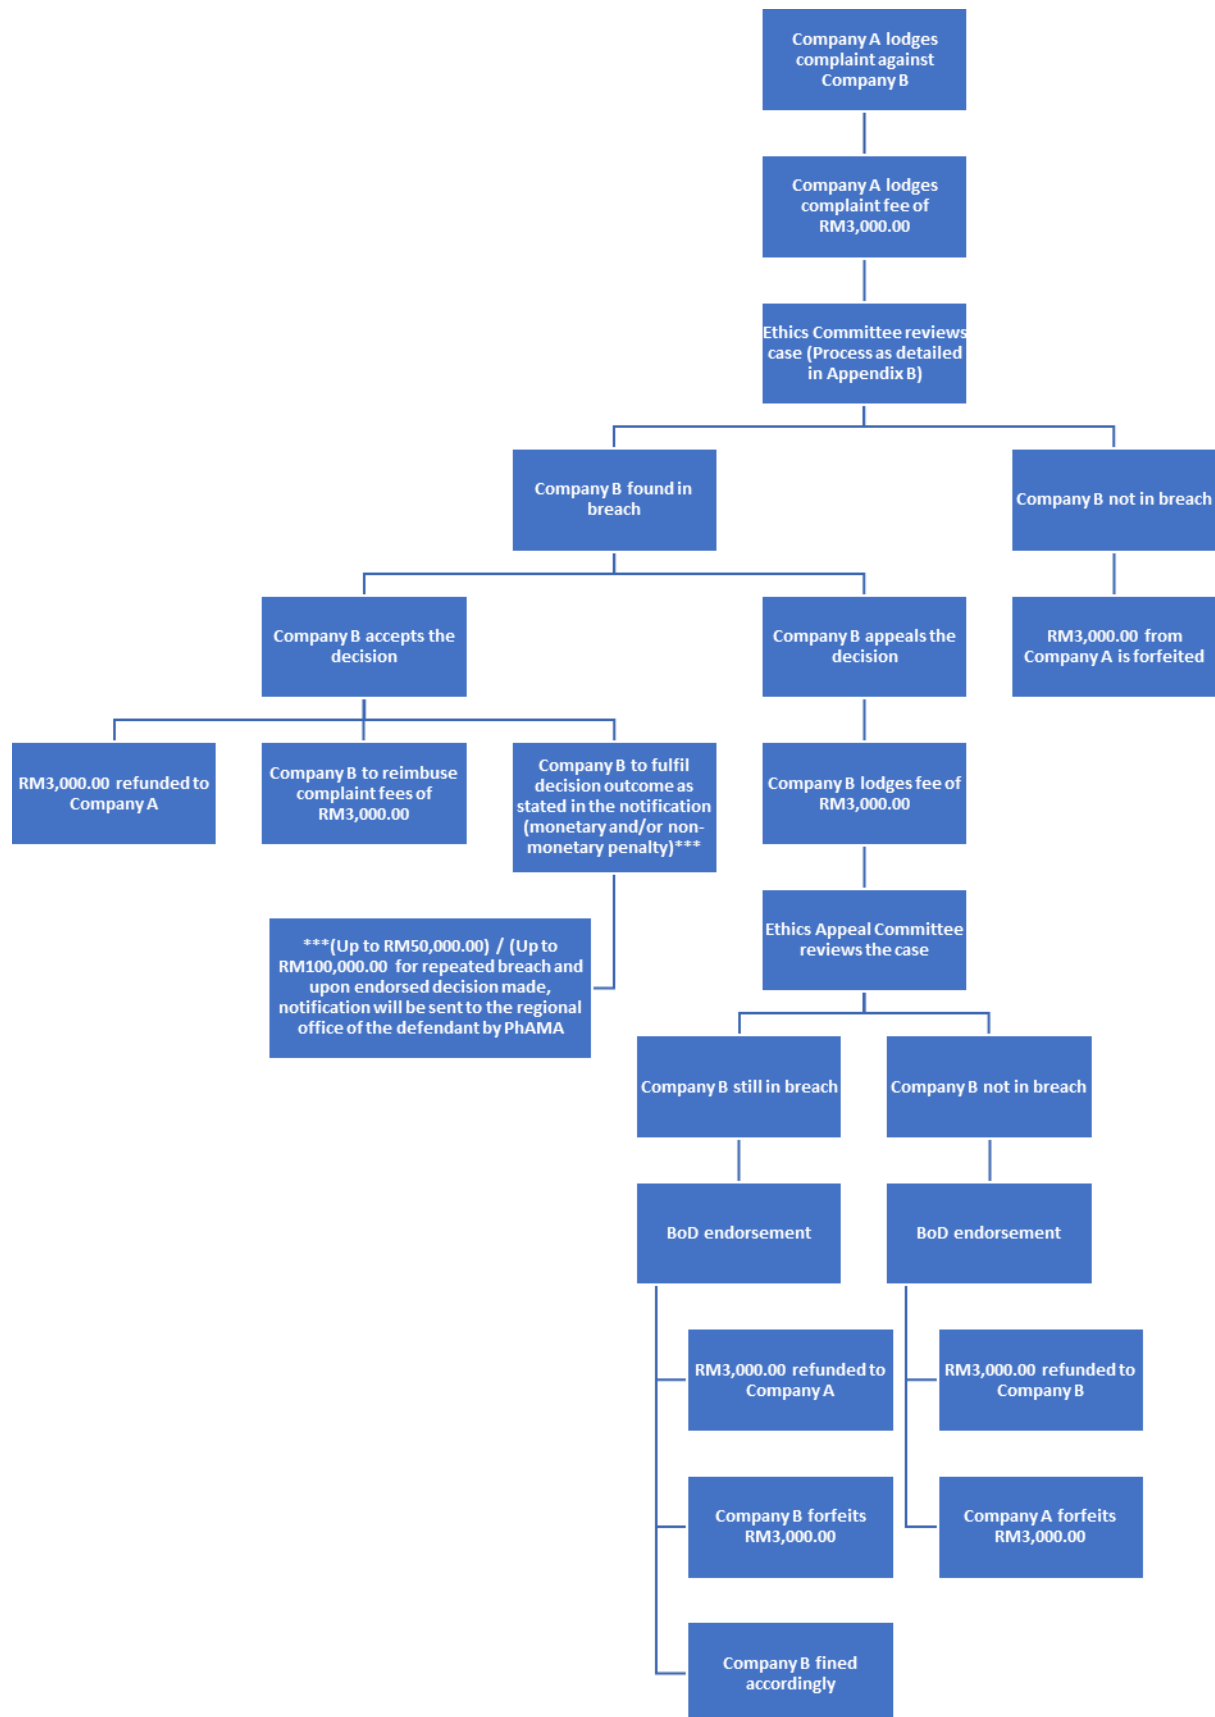 Company A lodges
complaint against
Company B
Company A lodges
complaint fee of
RM3,000.00
Ethics Committee reviews
case (Process as detailed
in Appendix B)
Company B found in
breach
Company B not in breach
Company B accepts the
decision
Company B appeals the
decision
RM3,000.00 from
Company A is forfeited
RM3,000.00 refunded to
Company A
Company B to reimbuse
complaint fees of
RM3,000.00
Company B to fulfil
decision outcome as
stated in the notification
(monetary and/or non-
monetary penalty)***
Company B lodges fee of
RM3,000.00
***(Up to RM50,000.00) / (Up to
RM100,000.00 for repeated breach and
upon endorsed decision made,
notification will be sent to the regional
office of the defendant by PhAMA
Ethics Appeal Committee
reviews the case
Company B still in breach
Company B not in breach
BoD endorsement
BoD endorsement
RM3,000.00 refunded to
Company A
RM3,000.00 refunded to
Company B
Company B forfeits
RM3,000.00
Company A forfeits
RM3,000.00
Company B fined
accordingly